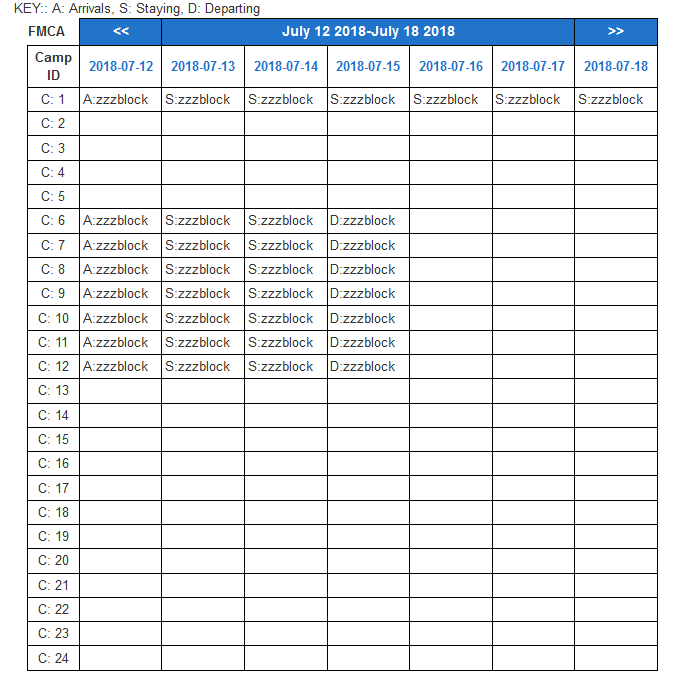 KEY:: A: Arrivals, S: Staying, D: Departing
FMCA << July 12 2018-July 18 2018 >>
Camp ID 2018-07-12 2018-07-13 2018-07-14 2018-07-15 2018-07-16 2018-07-17 2018-07-18
C: 1 A:zzzblock S:zzzblock S:zzzblock S:zzzblock S:zzzblock S:zzzblock S:zzzblock
C: 2
C: 3
C: 4
C: 5
C: 6 A:zzzblock S:zzzblock S:zzzblock D:zzzblock
C: 7 A:zzzblock S:zzzblock S:zzzblock D:zzzblock
C: 8 A:zzzblock S:zzzblock S:zzzblock D:zzzblock
C: 9 A:zzzblock S:zzzblock S:zzzblock D:zzzblock
C: 10 A:zzzblock S:zzzblock S:zzzblock D:zzzblock
C: 11 A:zzzblock S:zzzblock S:zzzblock D:zzzblock
C: 12 A:zzzblock S:zzzblock S:zzzblock D:zzzblock
C: 13
C: 14
C: 15
C: 16
C: 17
C: 18
C: 19
C: 20
C: 21
C: 22
C: 23
C: 24